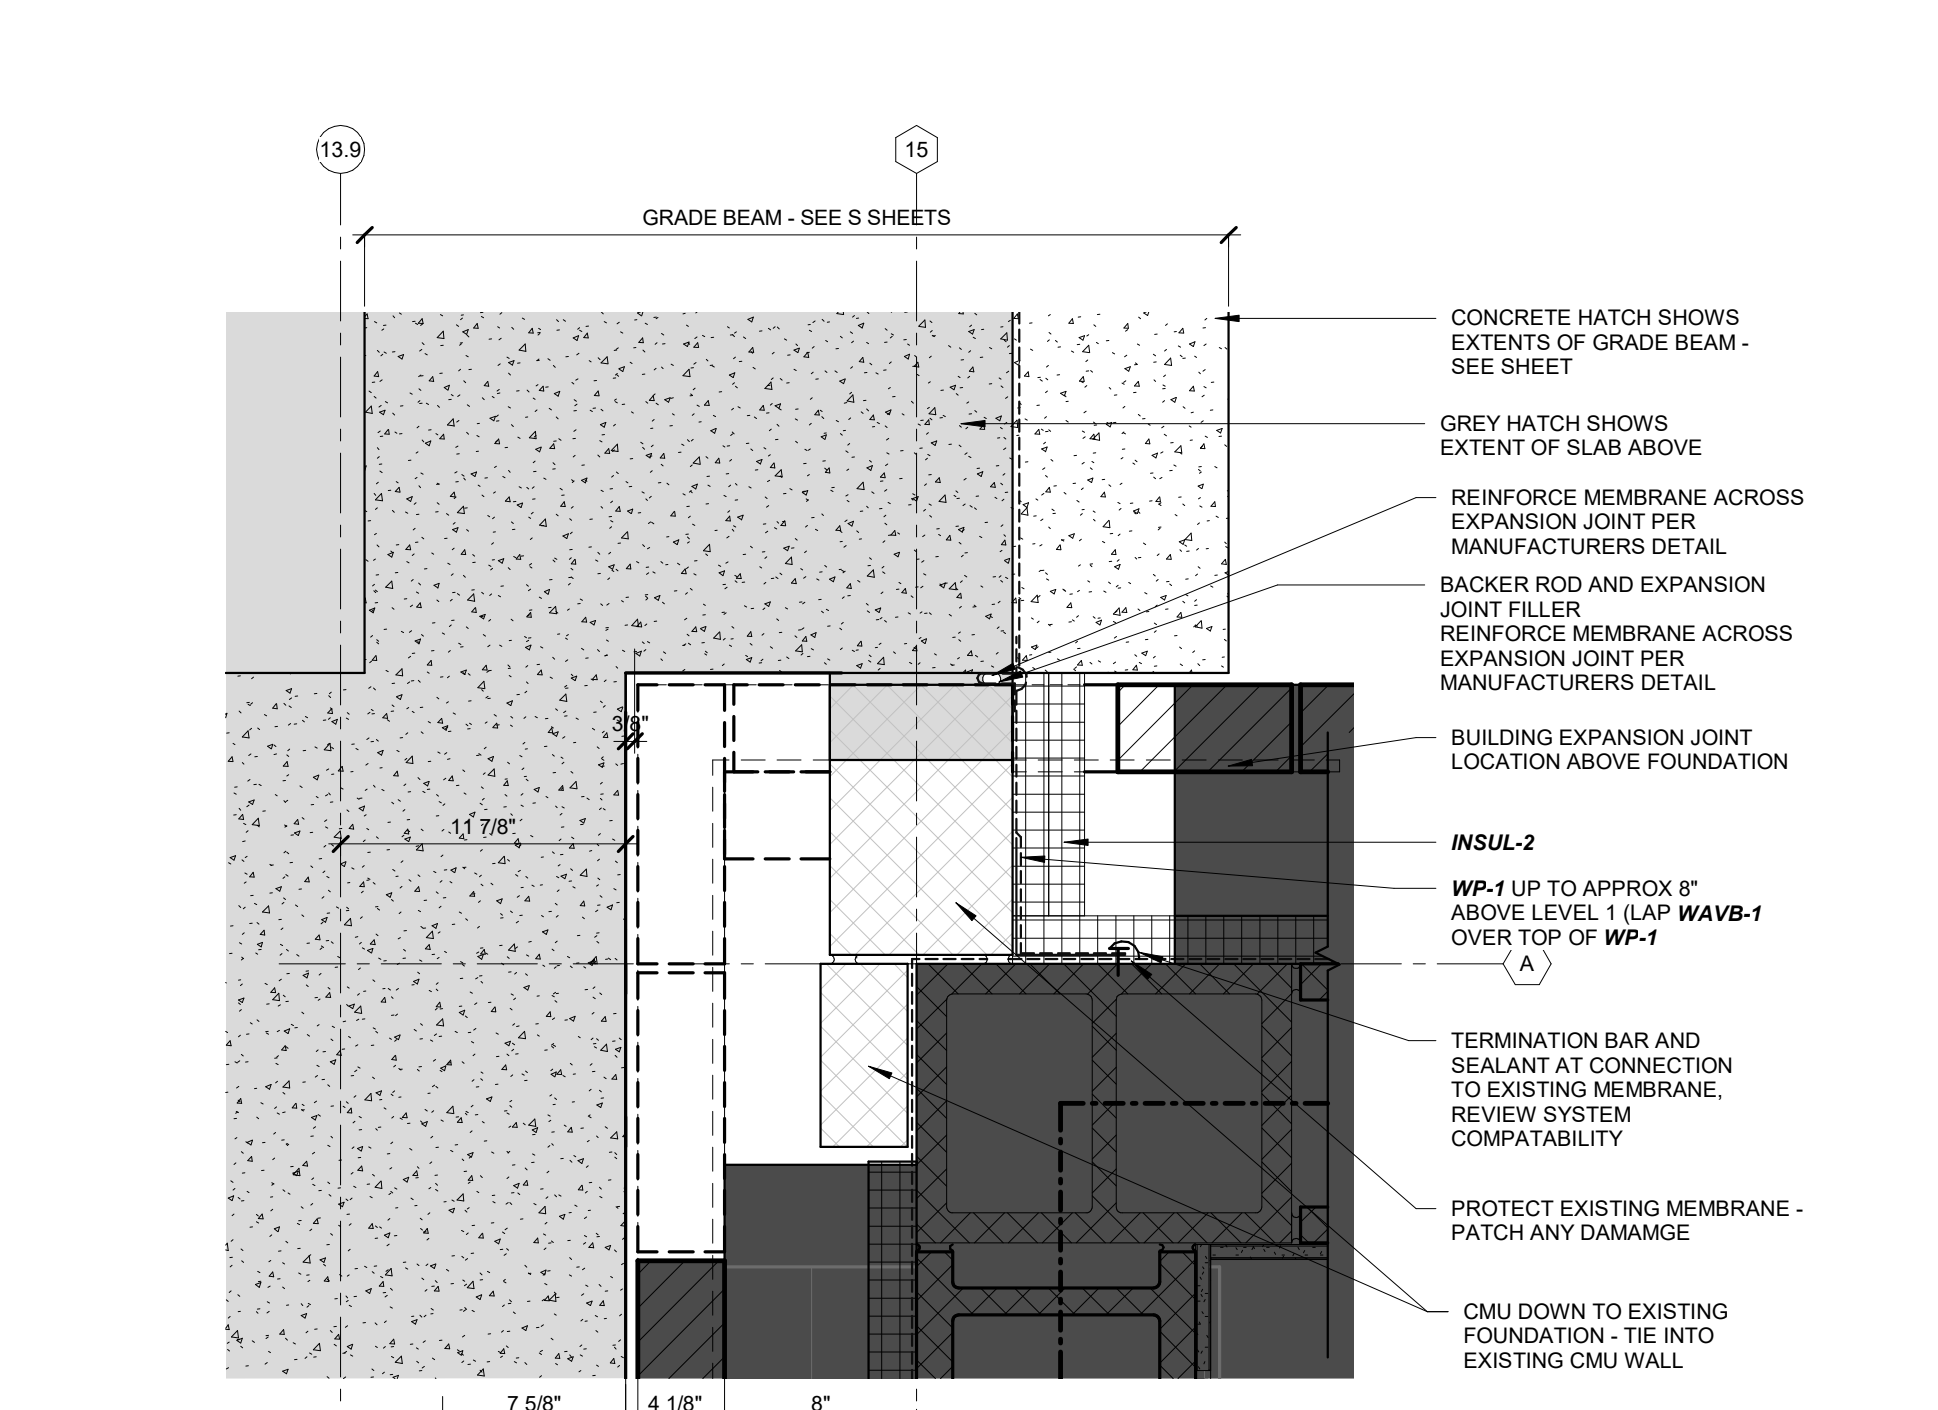 13.9
15
GRADE BEAM - SEE S SHEETS
CONCRETE HATCH SHOWS
EXTENTS OF GRADE BEAM -
SEE SHEET
GREY HATCH SHOWS
EXTENT OF SLAB ABOVE
REINFORCE MEMBRANE ACROSS
EXPANSION JOINT PER
MANUFACTURERS DETAIL
BACKER ROD AND EXPANSION
JOINT FILLER
REINFORCE MEMBRANE ACROSS
EXPANSION JOINT PER
MANUFACTURERS DETAIL
3/8"
BUILDING EXPANSION JOINT
LOCATION ABOVE FOUNDATION
11 7/8"
INSUL-2
WP-1 UP TO APPROX 8"
ABOVE LEVEL 1 (LAP WAVB-1
OVER TOP OF WP-1
A
TERMINATION BAR AND
SEALANT AT CONNECTION
TO EXISTING MEMBRANE,
REVIEW SYSTEM
COMPATABILITY
PROTECT EXISTING MEMBRANE -
PATCH ANY DAMAMGE
CMU DOWN TO EXISTING
FOUNDATION - TIE INTO
EXISTING CMU WALL
7 5/8"
4 1/8"
8"